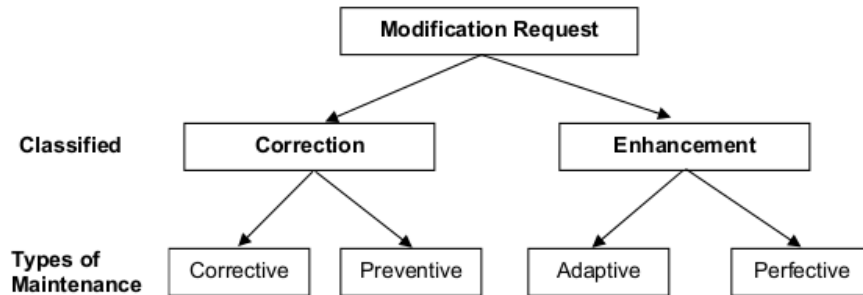 Modification Request
Classified
Correction
Enhancement
Types of
Maintenance
Corrective
Preventive
Adaptive
Perfective